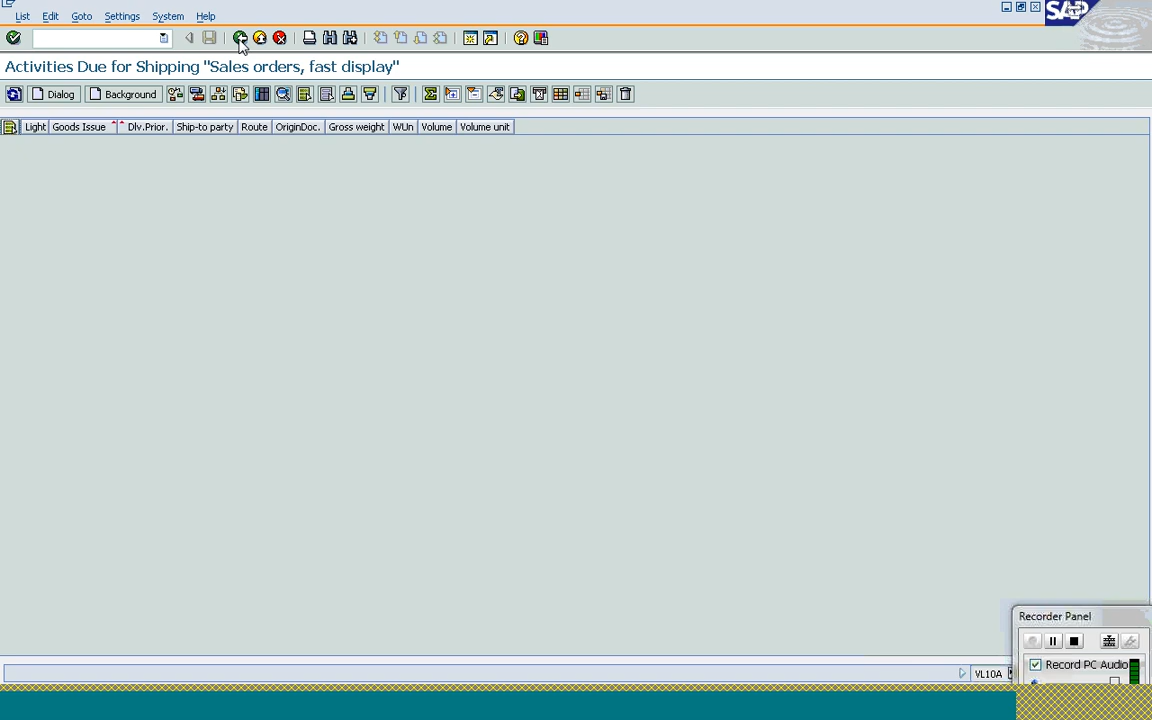 List Edit Goto Settings System Help
SAP
Activities Due for Shipping "Sales orders, fast display"
Dialog Background
Light Goods Issue Dlv.Prior. Ship-to party Route OriginDoc. Gross weight WUn Volume Volume unit
Recorder Panel
Record PC Audio
VL10A